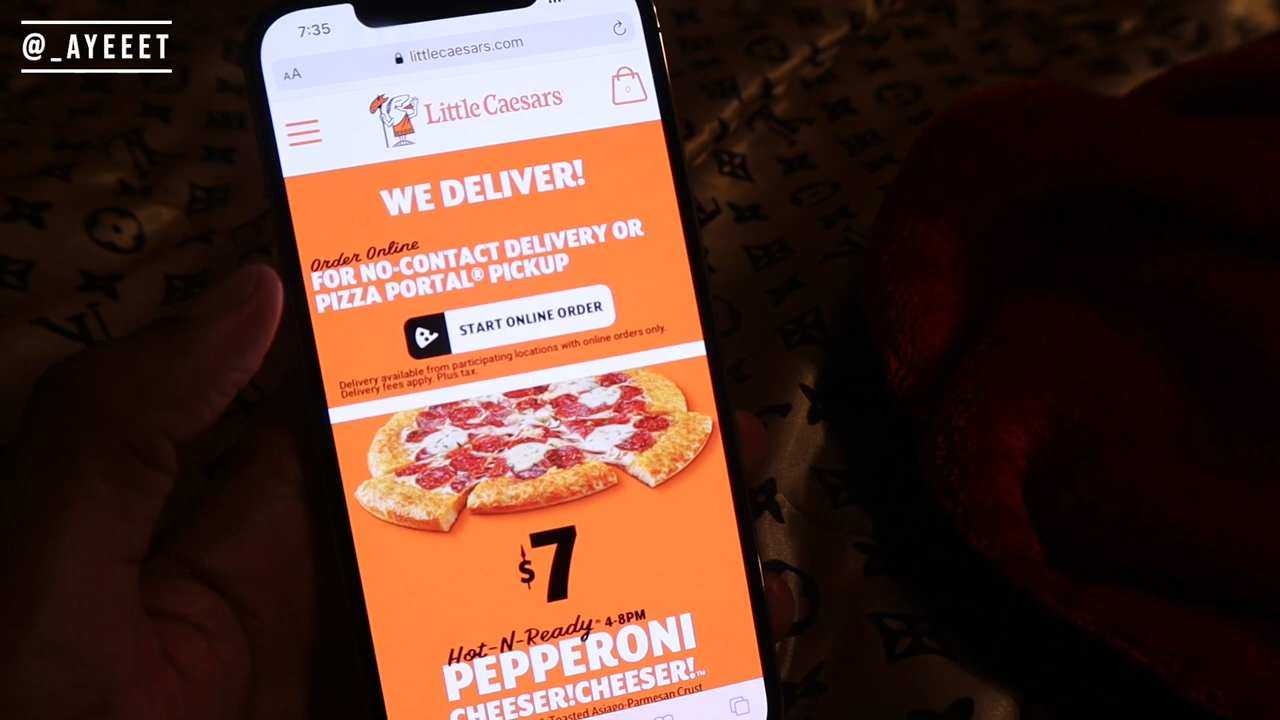 @_AYEEET
7:35
AA
littlecaesars.com
Little Caesars
0
WE DELIVER!
Order Online
FOR NO-CONTACT DELIVERY OR
PIZZA PORTAL® PICKUP
START ONLINE ORDER
Delivery available from participating locations with online orders only.
Delivery fees apply. Plus tax.
$7
Hot-N-Ready® 4-8PM
PEPPERONI
CHEESER!CHEESER!™
Toasted Asiago-Parmesan Crust